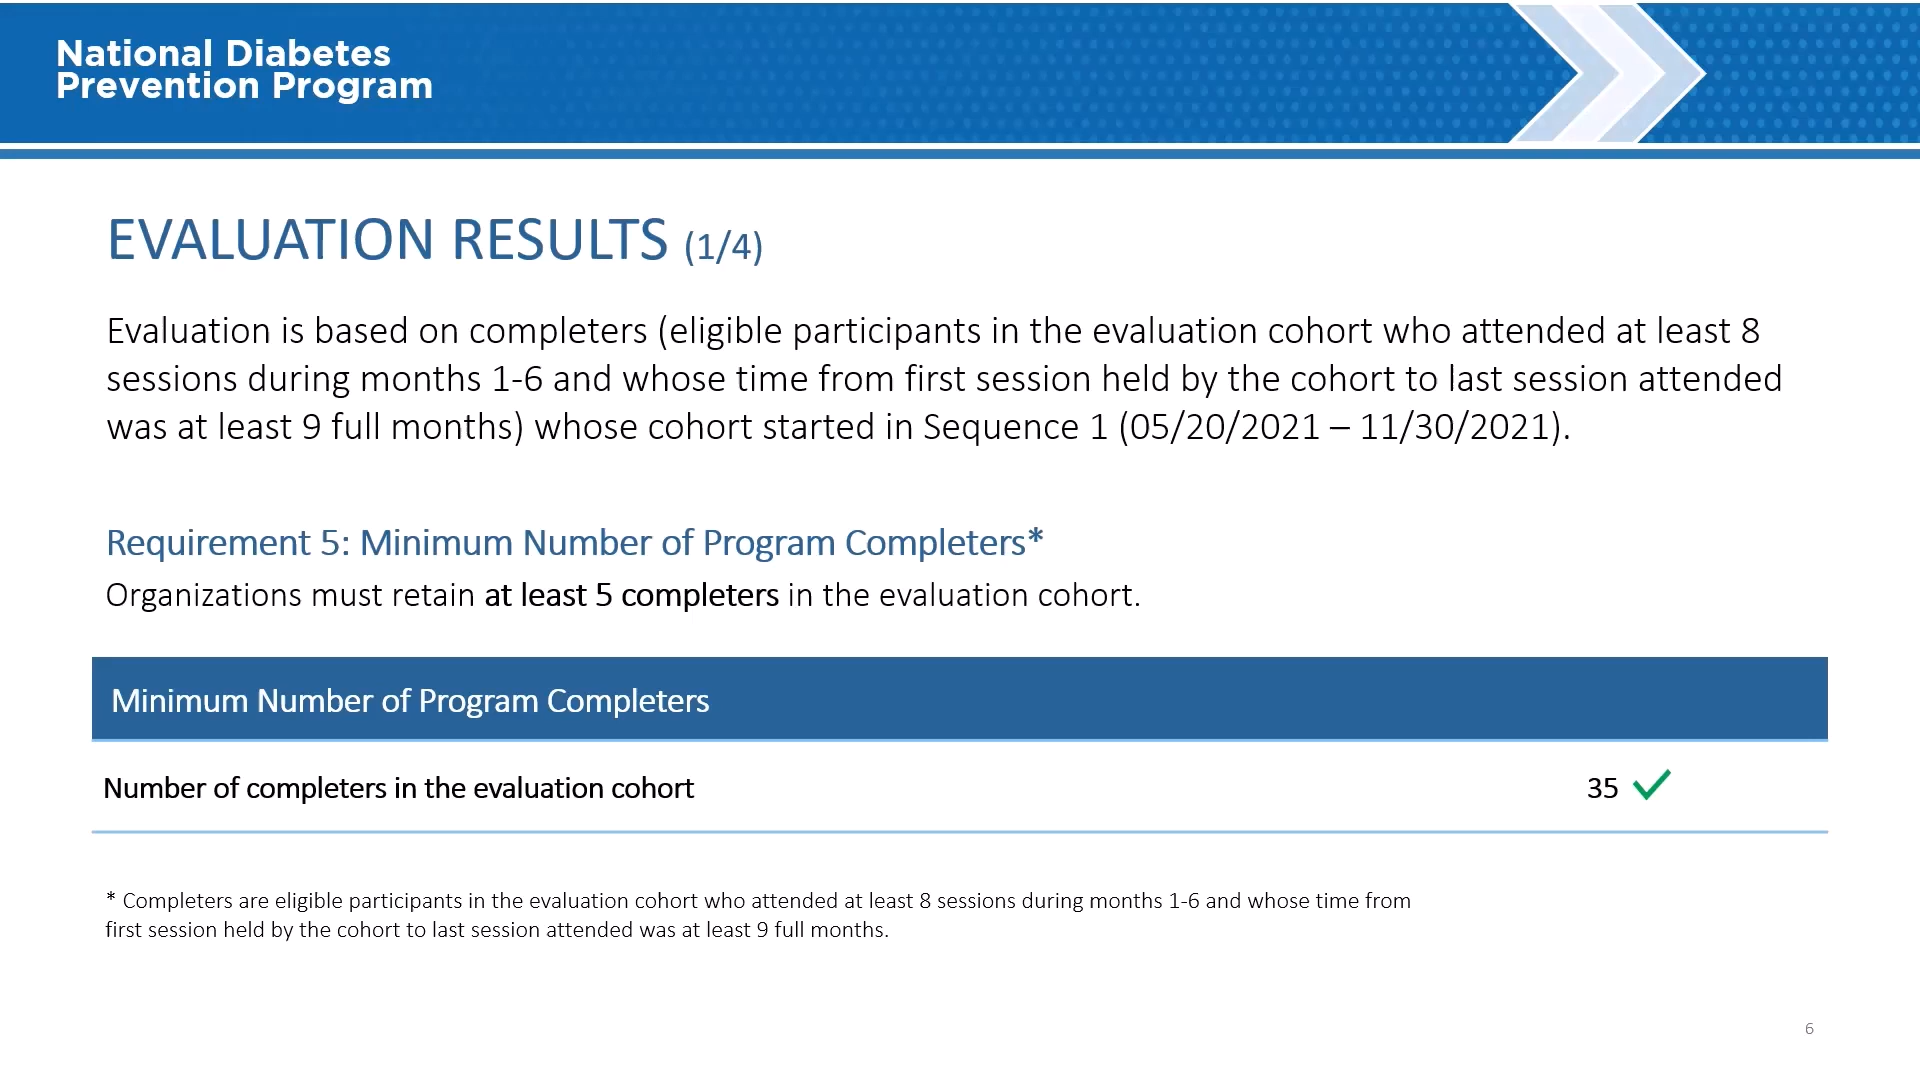 National Diabetes
Prevention Program
EVALUATION RESULTS (1/4)
Evaluation is based on completers (eligible participants in the evaluation cohort who attended at least 8
sessions during months 1-6 and whose time from first session held by the cohort to last session attended
was at least 9 full months) whose cohort started in Sequence 1 (05/20/2021 – 11/30/2021).
Requirement 5: Minimum Number of Program Completers*
Organizations must retain at least 5 completers in the evaluation cohort.
Minimum Number of Program Completers
Number of completers in the evaluation cohort 35
* Completers are eligible participants in the evaluation cohort who attended at least 8 sessions during months 1-6 and whose time from
first session held by the cohort to last session attended was at least 9 full months.
6